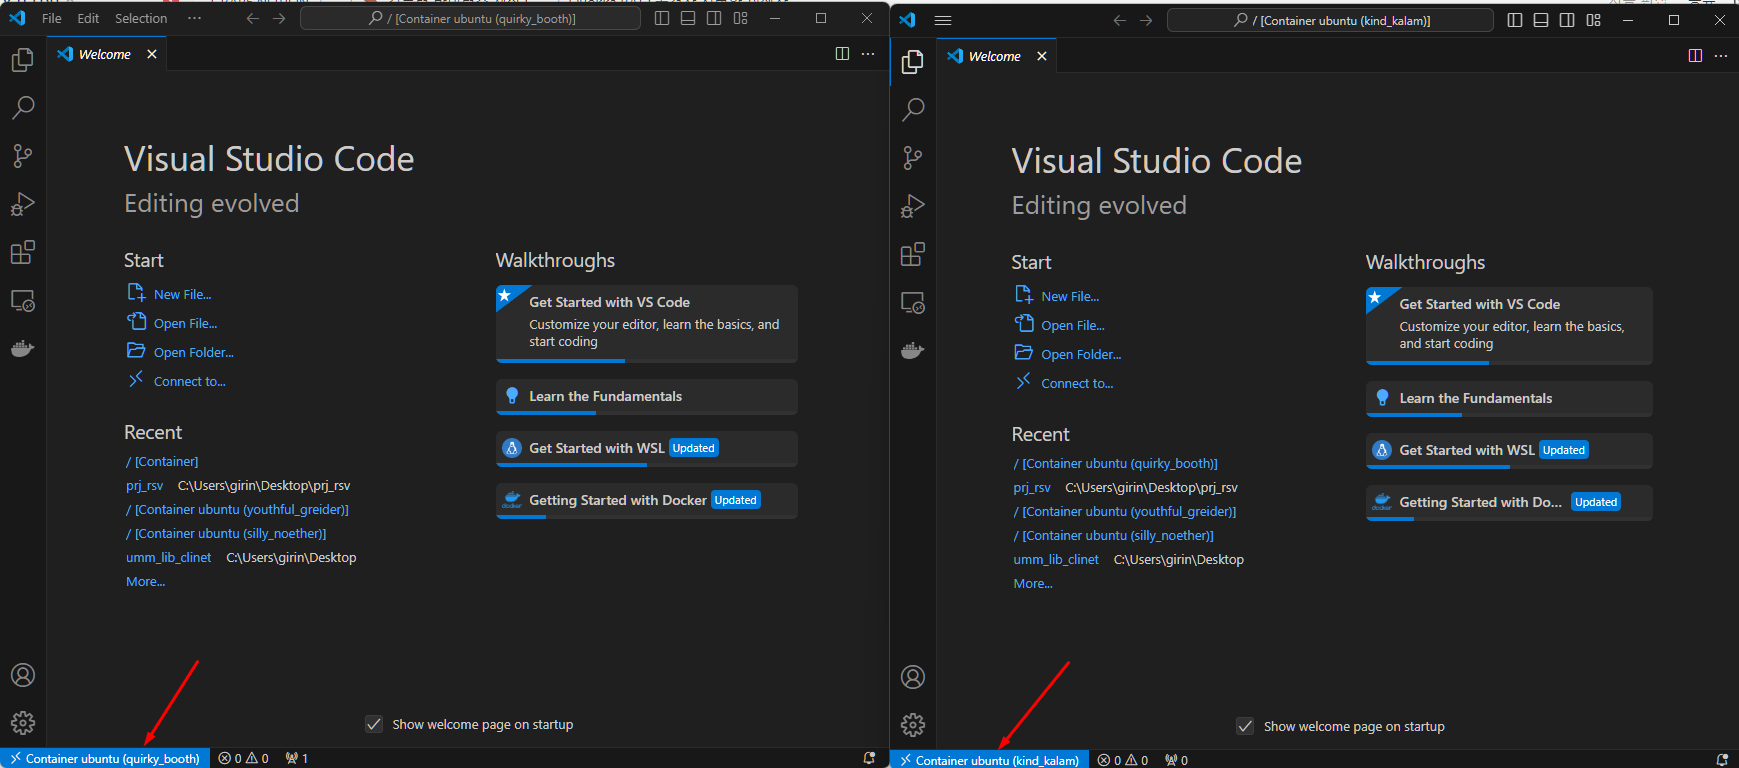 File Edit Selection ···
/ [Container ubuntu (quirky_booth)]
Welcome
Visual Studio Code
Editing evolved
Start
New File...
Open File...
Open Folder...
Connect to...
Recent
/ [Container]
prj_rsv C:\Users\girin\Desktop\prj_rsv
/ [Container ubuntu (youthful_greider)]
/ [Container ubuntu (silly_noether)]
umm_lib_clinet C:\Users\girin\Desktop
More...
Walkthroughs
Get Started with VS Code
Customize your editor, learn the basics, and
start coding
Learn the Fundamentals
Get Started with WSL Updated
Getting Started with Docker Updated
docker
Show welcome page on startup
Container ubuntu (quirky_booth) 0 0 1
/ [Container ubuntu (kind_kalam)]
Welcome
Visual Studio Code
Editing evolved
Start
New File...
Open File...
Open Folder...
Connect to...
Recent
/ [Container ubuntu (quirky_booth)]
prj_rsv C:\Users\girin\Desktop\prj_rsv
/ [Container ubuntu (youthful_greider)]
/ [Container ubuntu (silly_noether)]
umm_lib_clinet C:\Users\girin\Desktop
More...
Walkthroughs
Get Started with VS Code
Customize your editor, learn the basics,
and start coding
Learn the Fundamentals
Get Started with WSL Updated
Getting Started with Do... Updated
docker
Show welcome page on startup
Container ubuntu (kind_kalam) 0 0 0